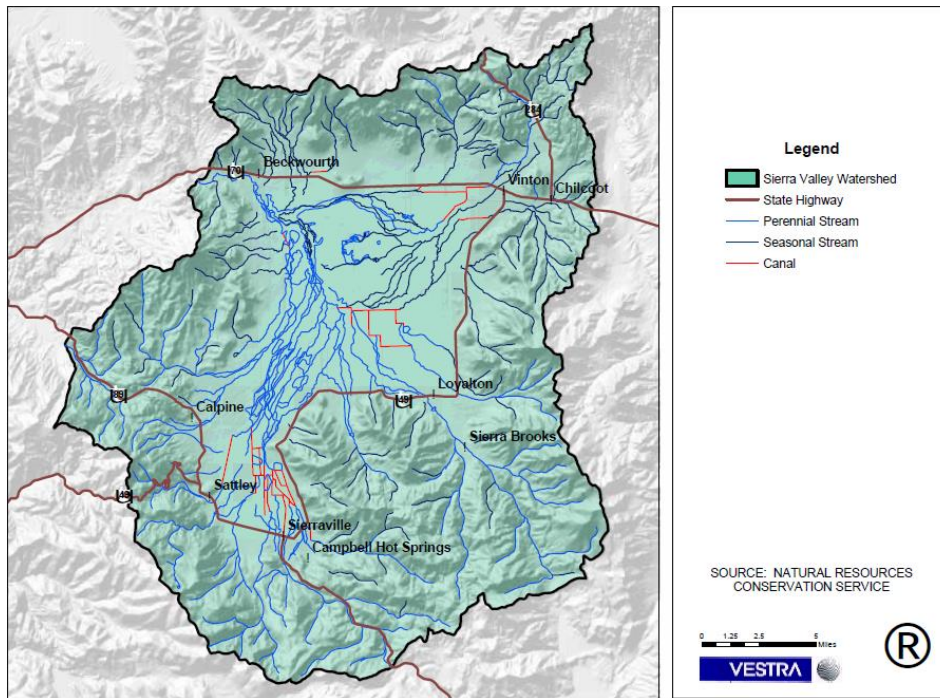 284
70
Beckwourth
Vinton
Chilcoot
Loyalton
89
49
Calpine
Sierra Brooks
Sattley
49
Sierraville
Campbell Hot Springs
Legend
Sierra Valley Watershed
State Highway
Perennial Stream
Seasonal Stream
Canal
SOURCE: NATURAL RESOURCES
CONSERVATION SERVICE
0 1.25 2.5 5
Miles
VESTRA
®